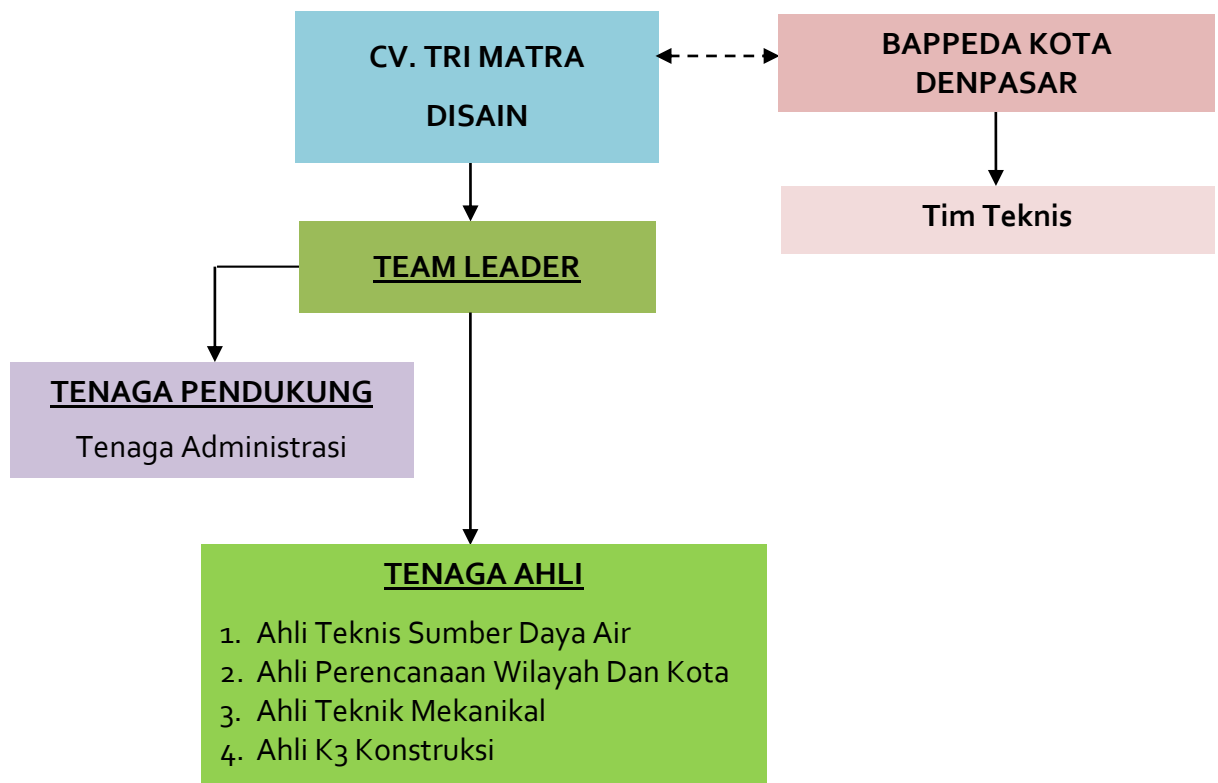 CV. TRI MATRA
DISAIN
BAPPEDA KOTA
DENPASAR
Tim Teknis
TEAM LEADER
TENAGA PENDUKUNG
Tenaga Administrasi
TENAGA AHLI
1. Ahli Teknis Sumber Daya Air
2. Ahli Perencanaan Wilayah Dan Kota
3. Ahli Teknik Mekanikal
4. Ahli K3 Konstruksi